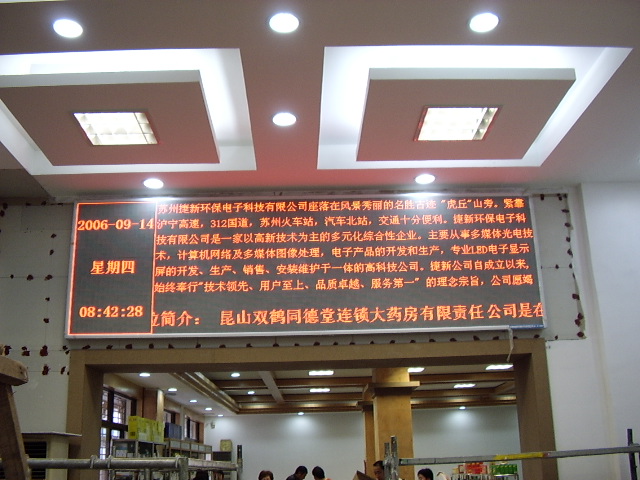 2006-09-14
星期四
08:42:28
苏州捷新环保电子科技有限公司座落在风景秀丽的名胜古迹 "虎丘"山旁。紧靠
沪宁高速，312国道，苏州火车站，汽车北站，交通十分便利。捷新环保电子科
技有限公司是一家以高新技术为主的多元化综合性企业。主要从事多媒体光电技
术，计算机网络及多媒体图像处理，电子产品的开发和生产，专业LED电子显示
屏的开发、生产、销售、安装维护于一体的高科技公司。捷新公司自成立以来，
始终奉行"技术领先、用户至上、品质卓越、服务第一" 的理念宗旨，公司愿竭
位简介： 昆山双鹤同德堂连锁大药房有限责任公司是在